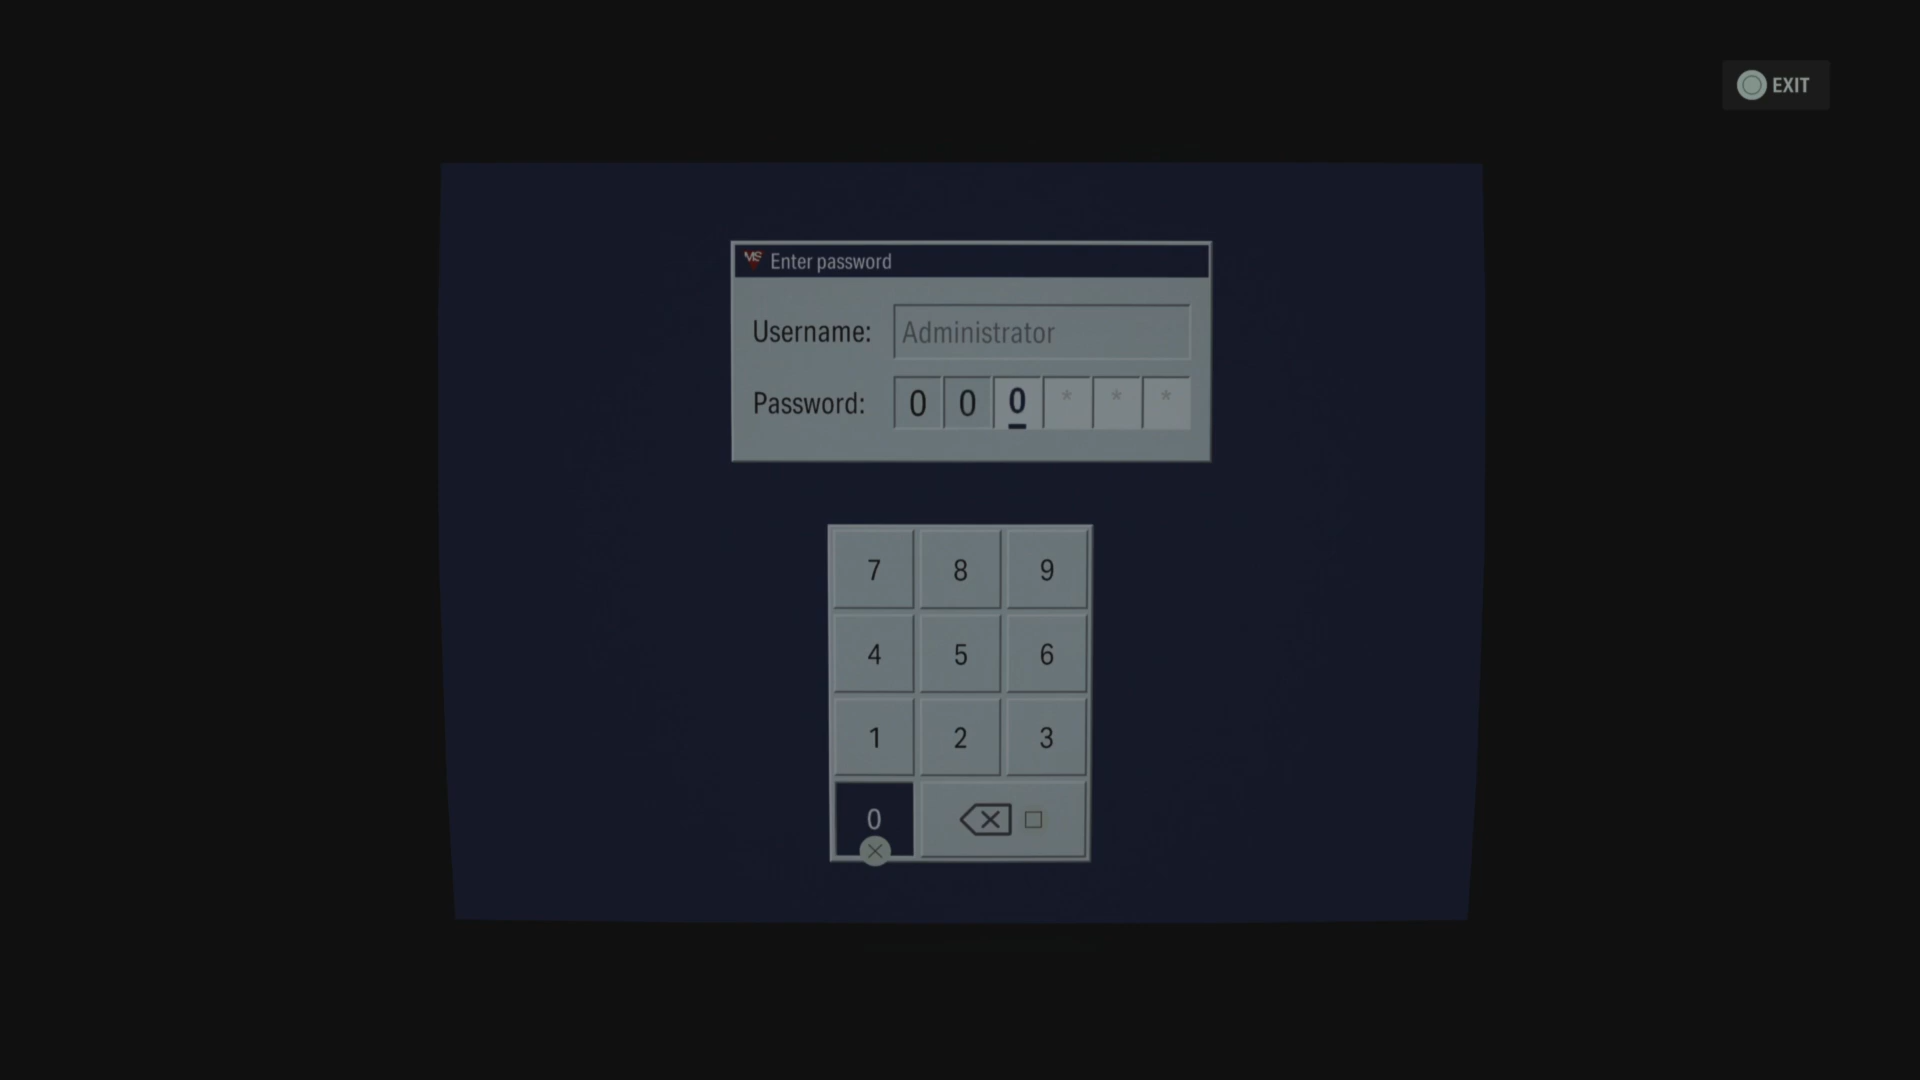 EXIT
VS Enter password
Username: Administrator
Password: 0 0 0 * * *
7 8 9
4 5 6
1 2 3
0